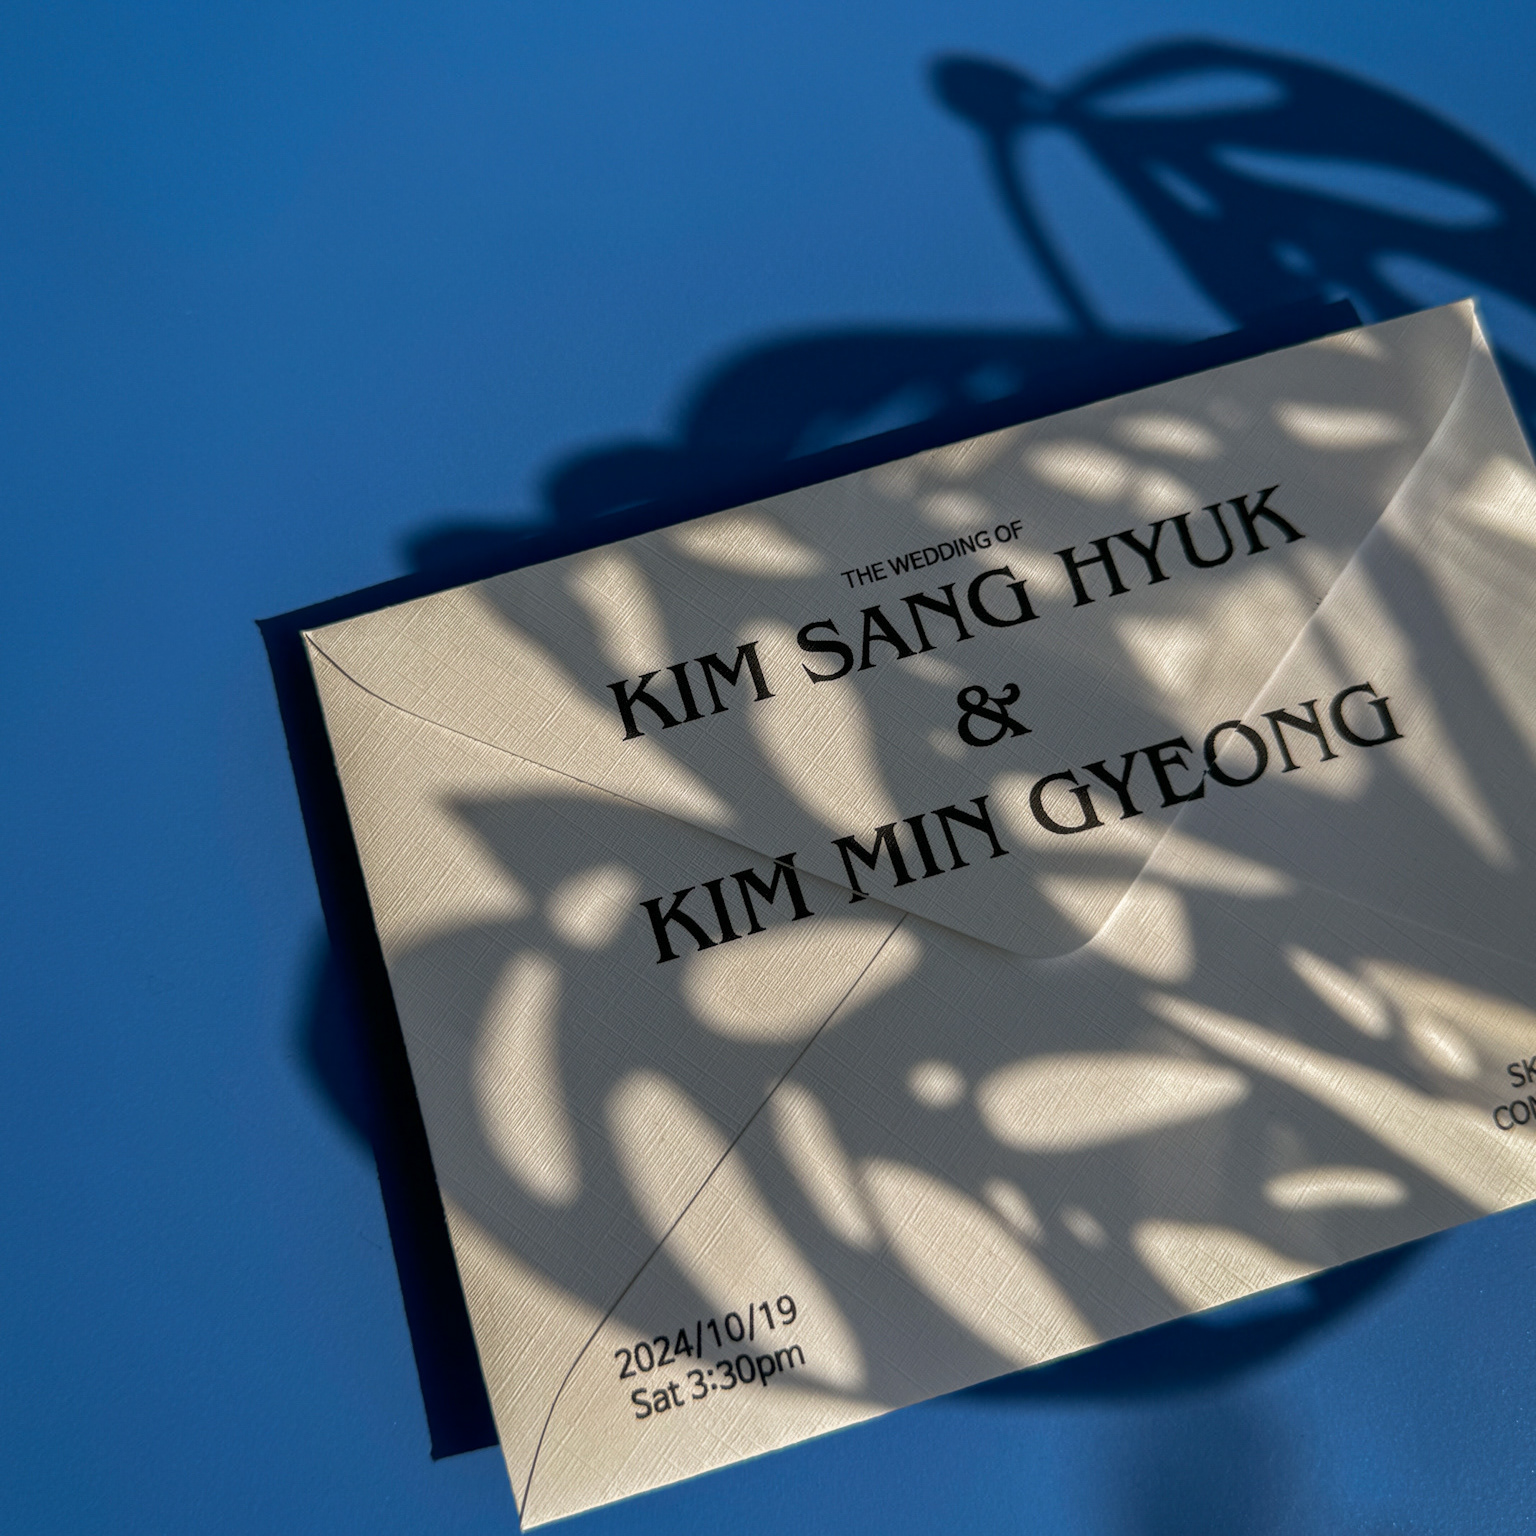 THE WEDDING OF
KIM SANG HYUK
&
KIM MIN GYEONG
2024/10/19
Sat 3:30pm